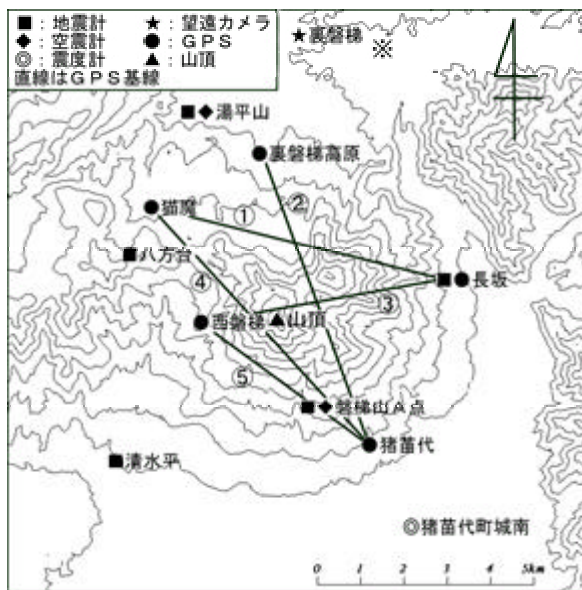 ■：地震計　★：望遠カメラ
◆：空震計　●：ＧＰＳ
◎：震度計　▲：山頂
直線はＧＰＳ基線
★裏磐梯
※
■◆湯平山
裏磐梯高原
②
猫魔
①
八方台
④
長坂
③
西磐梯
山頂
⑤
磐梯山Ａ点
猪苗代
清水平
◎猪苗代町城南
0 1 2 3 4 5km